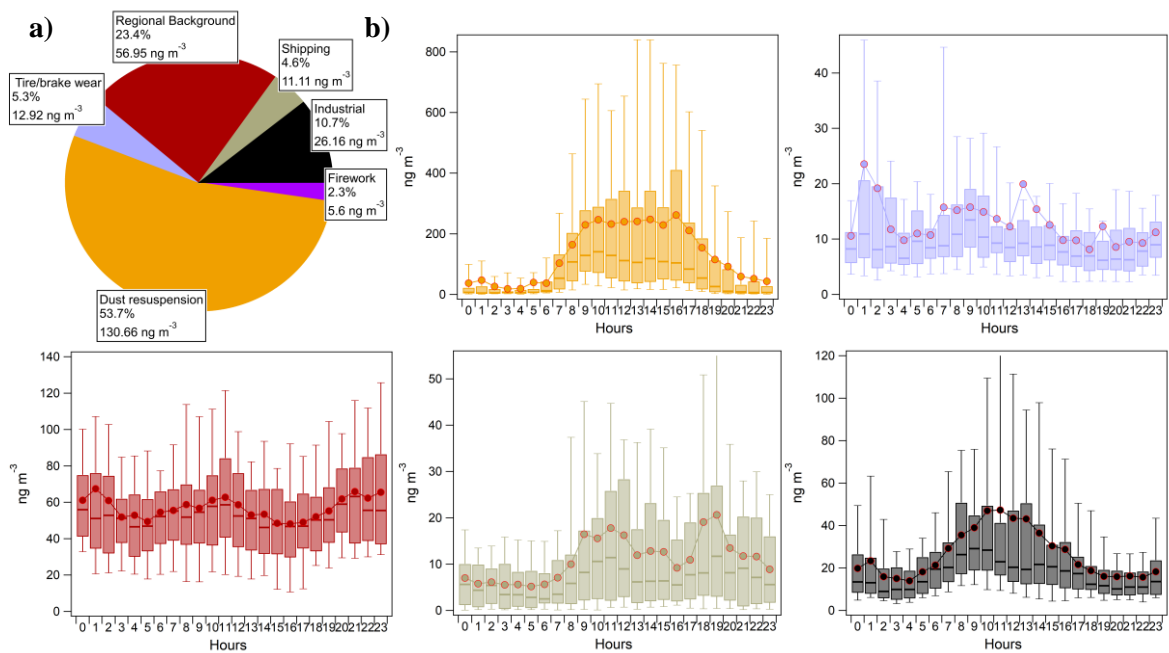 a)
Regional Background
23.4%
56.95 ng m⁻³
Shipping
4.6%
11.11 ng m⁻³
Tire/brake wear
5.3%
12.92 ng m⁻³
Industrial
10.7%
26.16 ng m⁻³
Firework
2.3%
5.6 ng m⁻³
Dust resuspension
53.7%
130.66 ng m⁻³
b)
800
600
400
200
0
ng m⁻³
0 1 2 3 4 5 6 7 8 9 10 11 12 13 14 15 16 17 18 19 20 21 22 23
Hours
40
30
20
10
0
ng m⁻³
0 1 2 3 4 5 6 7 8 9 10 11 12 13 14 15 16 17 18 19 20 21 22 23
Hours
140
120
100
80
60
40
20
0
ng m⁻³
0 1 2 3 4 5 6 7 8 9 10 11 12 13 14 15 16 17 18 19 20 21 22 23
Hours
50
40
30
20
10
0
ng m⁻³
0 1 2 3 4 5 6 7 8 9 10 11 12 13 14 15 16 17 18 19 20 21 22 23
Hours
120
100
80
60
40
20
0
ng m⁻³
0 1 2 3 4 5 6 7 8 9 10 11 12 13 14 15 16 17 18 19 20 21 22 23
Hours